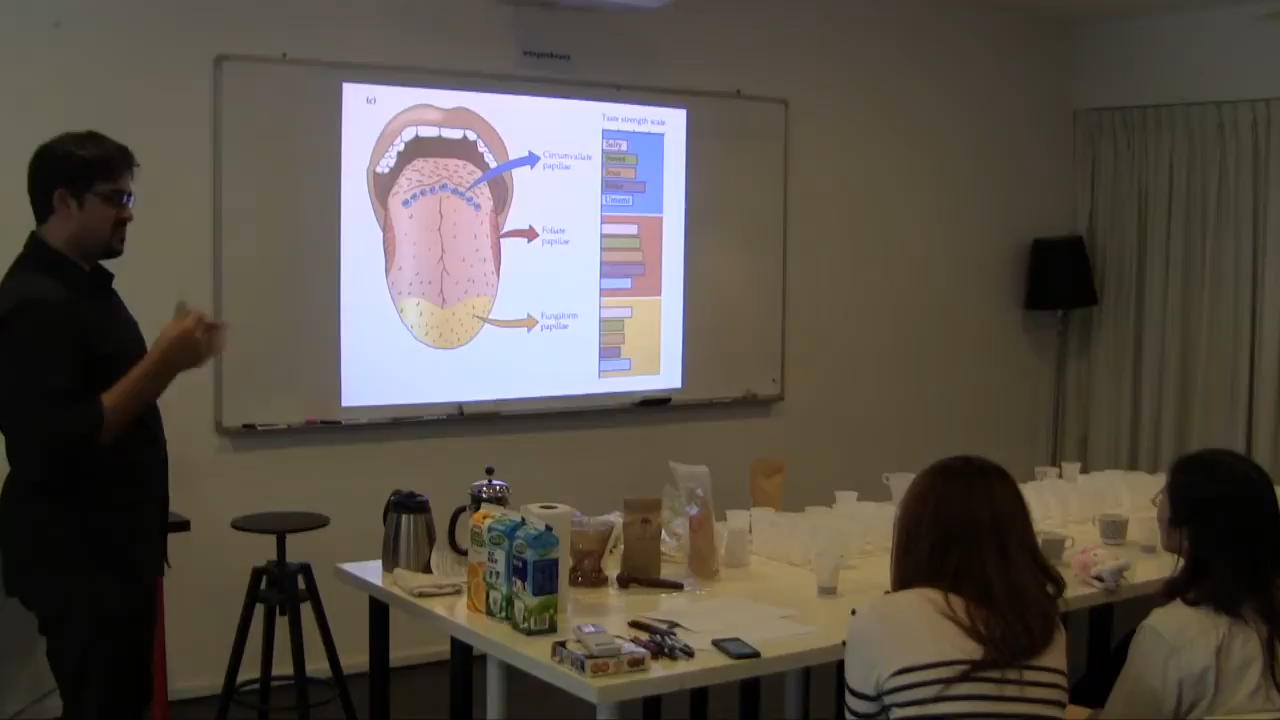 (c)
Taste strength scale
Circumvallate
papillae
Salty
Sweet
Sour
Bitter
Umami
Foliate
papillae
Fungiform
papillae